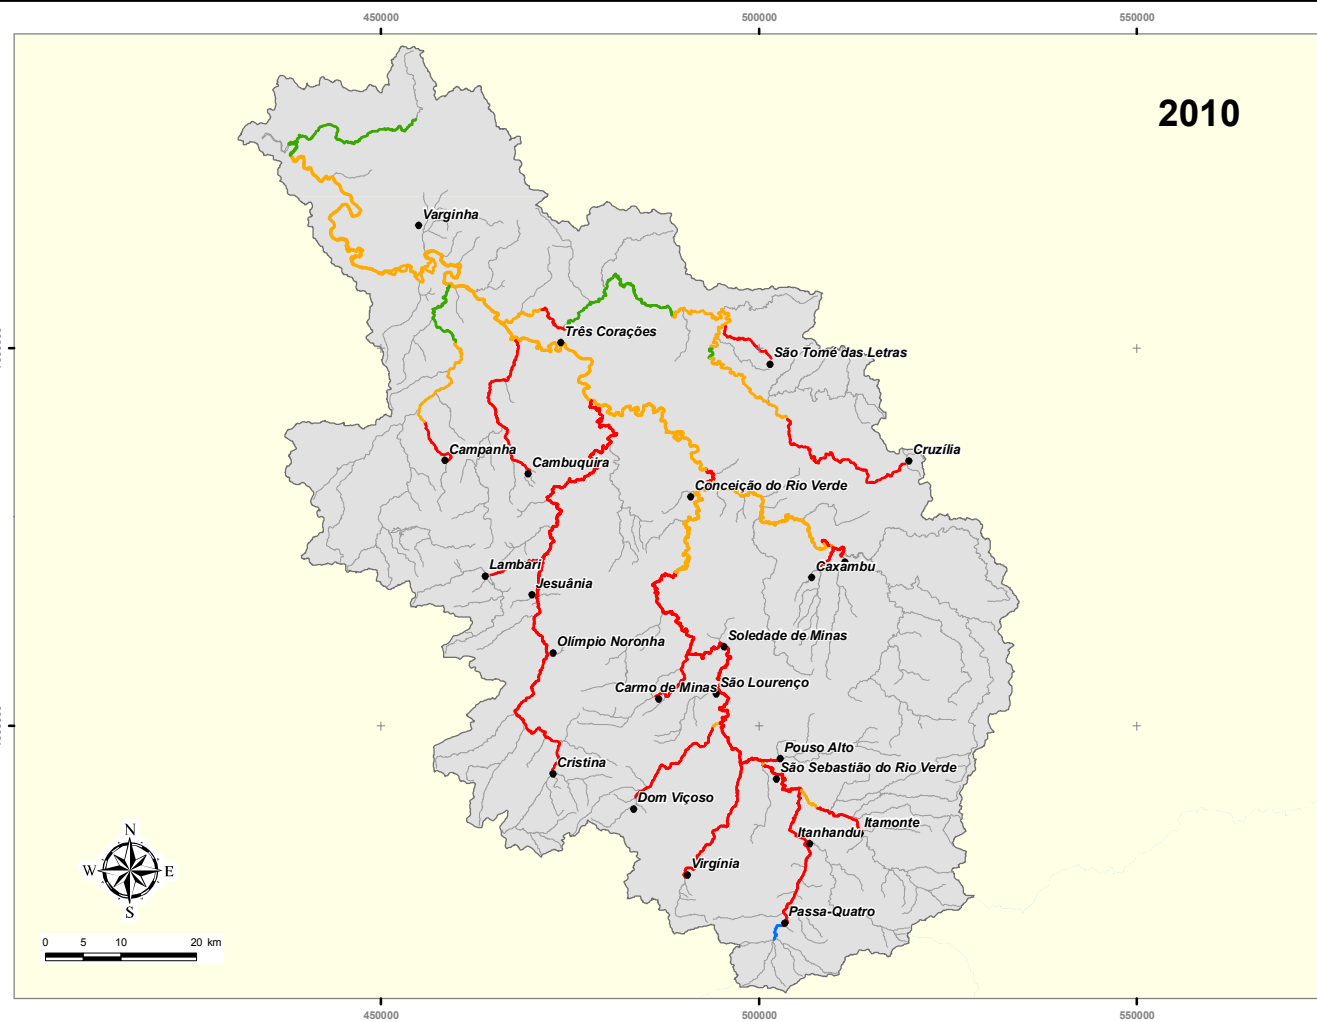 450000
500000
550000
2010
Varginha
Três Corações
São Tomé das Letras
Campanha
Cambuquira
Cruzília
Conceição do Rio Verde
Lambari
Caxambu
Jesuânia
Olímpio Noronha
Soledade de Minas
Carmo de Minas
São Lourenço
Pouso Alto
São Sebastião do Rio Verde
Cristina
Dom Viçoso
Itamonte
Itanhandu
Virgínia
Passa-Quatro
N
W
E
S
0 5 10 20 km
450000
500000
550000